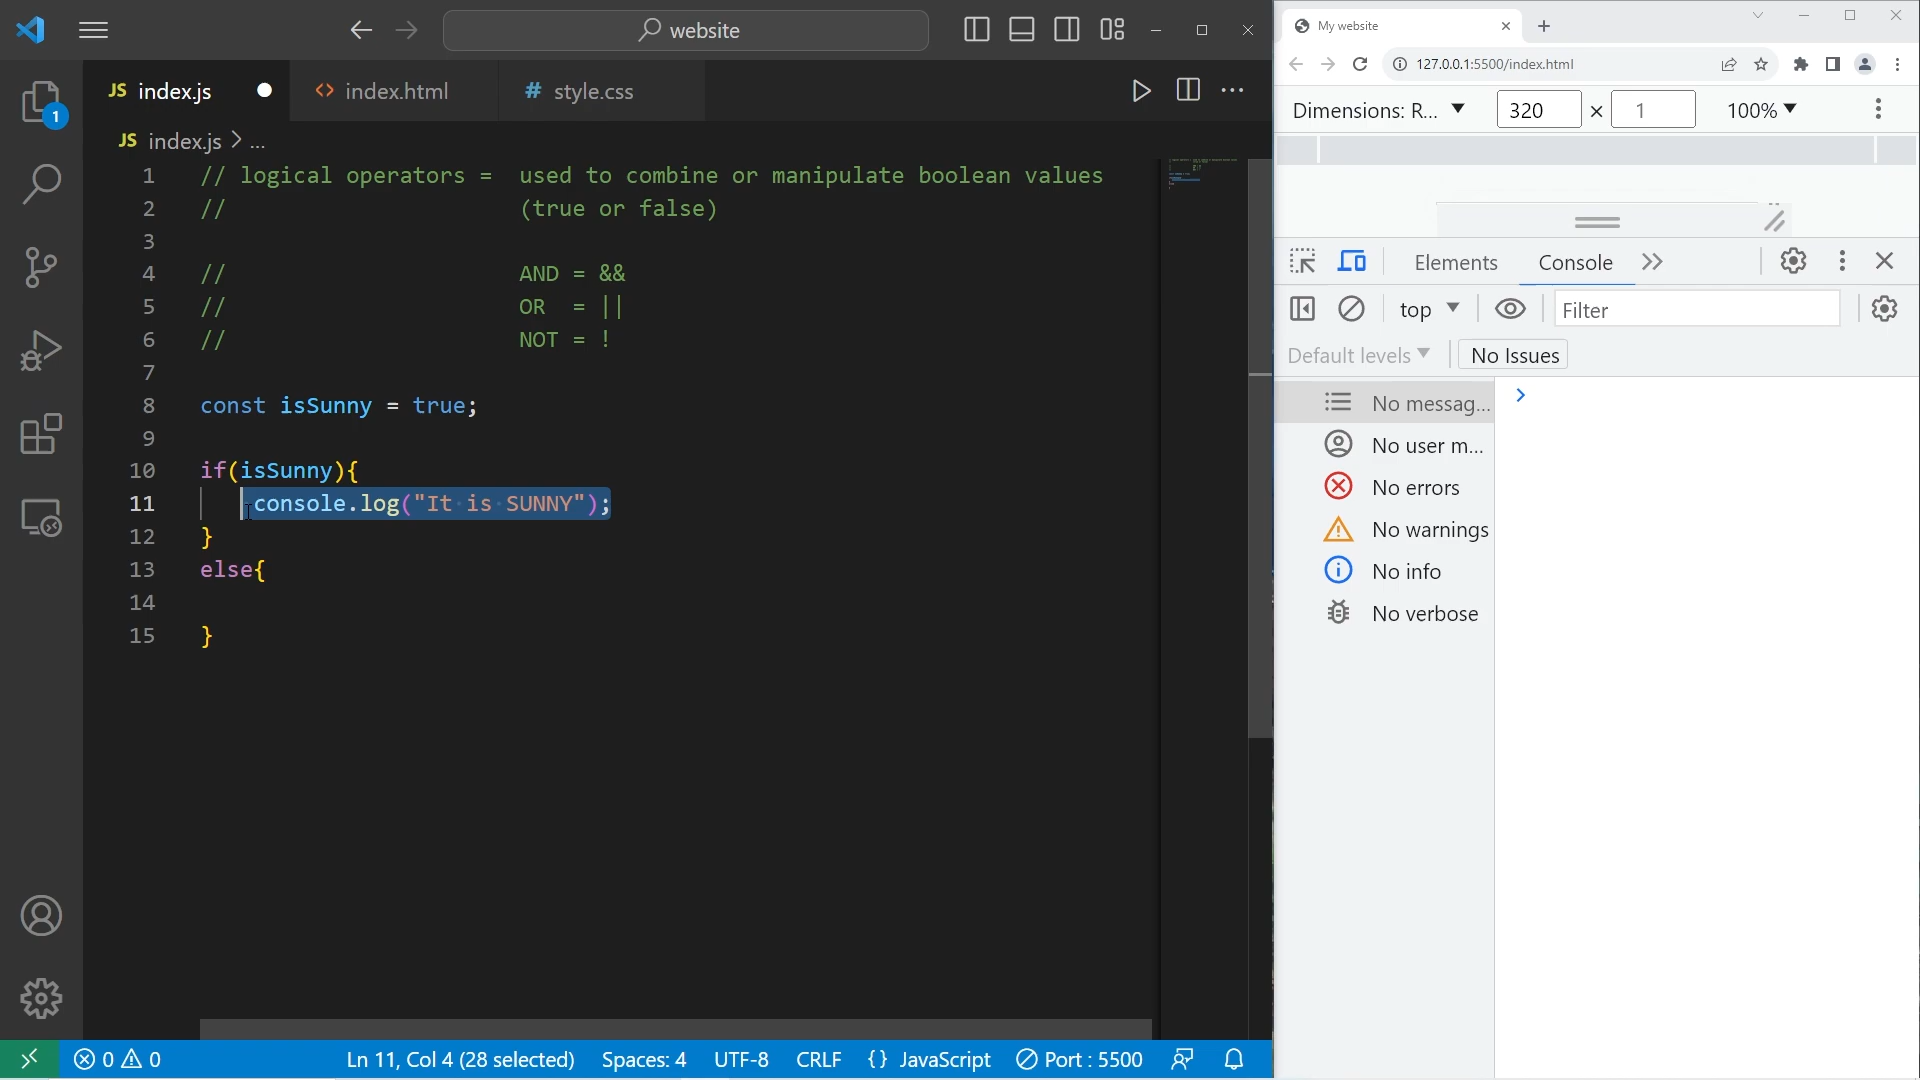 website
JS index.js
<> index.html
# style.css
1
JS index.js > ...
1 // logical operators = used to combine or manipulate boolean values
2 // (true or false)
3
4 // AND = &&
5 // OR = ||
6 // NOT = !
7
8 const isSunny = true;
9
10 if(isSunny){
11 console.log("It is SUNNY");
12 }
13 else{
14
15 }
0 0 Ln 11, Col 4 (28 selected) Spaces: 4 UTF-8 CRLF {} JavaScript Port : 5500
My website
127.0.0.1:5500/index.html
Dimensions: R... 320 × 1 100%
Elements Console
top Filter
Default levels No Issues
No messag...
No user m...
No errors
No warnings
No info
No verbose